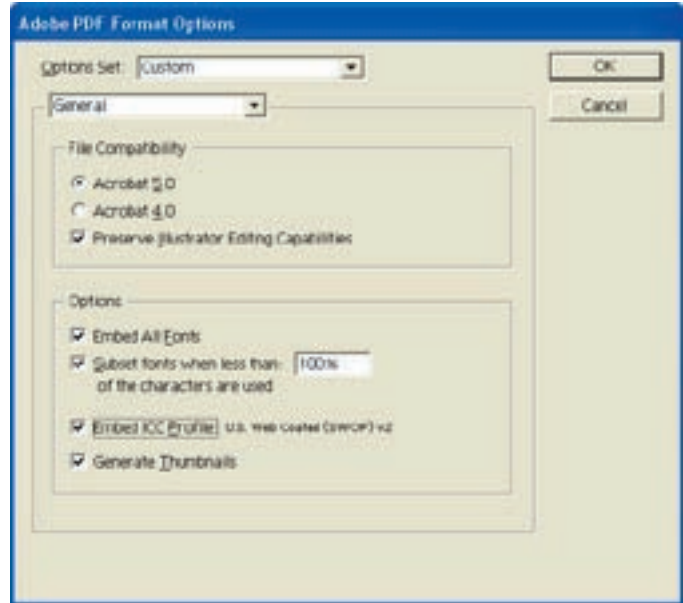 Adobe PDF Format Options
Options Set: Custom
OK
General
Cancel
File Compatibility
Acrobat 5.0
Acrobat 4.0
Preserve Illustrator Editing Capabilities
Options
Embed All Fonts
Subset fonts when less than: 100%
of the characters are used
Embed ICC Profile: U.S. Web Coated (SWOP) v2
Generate Thumbnails